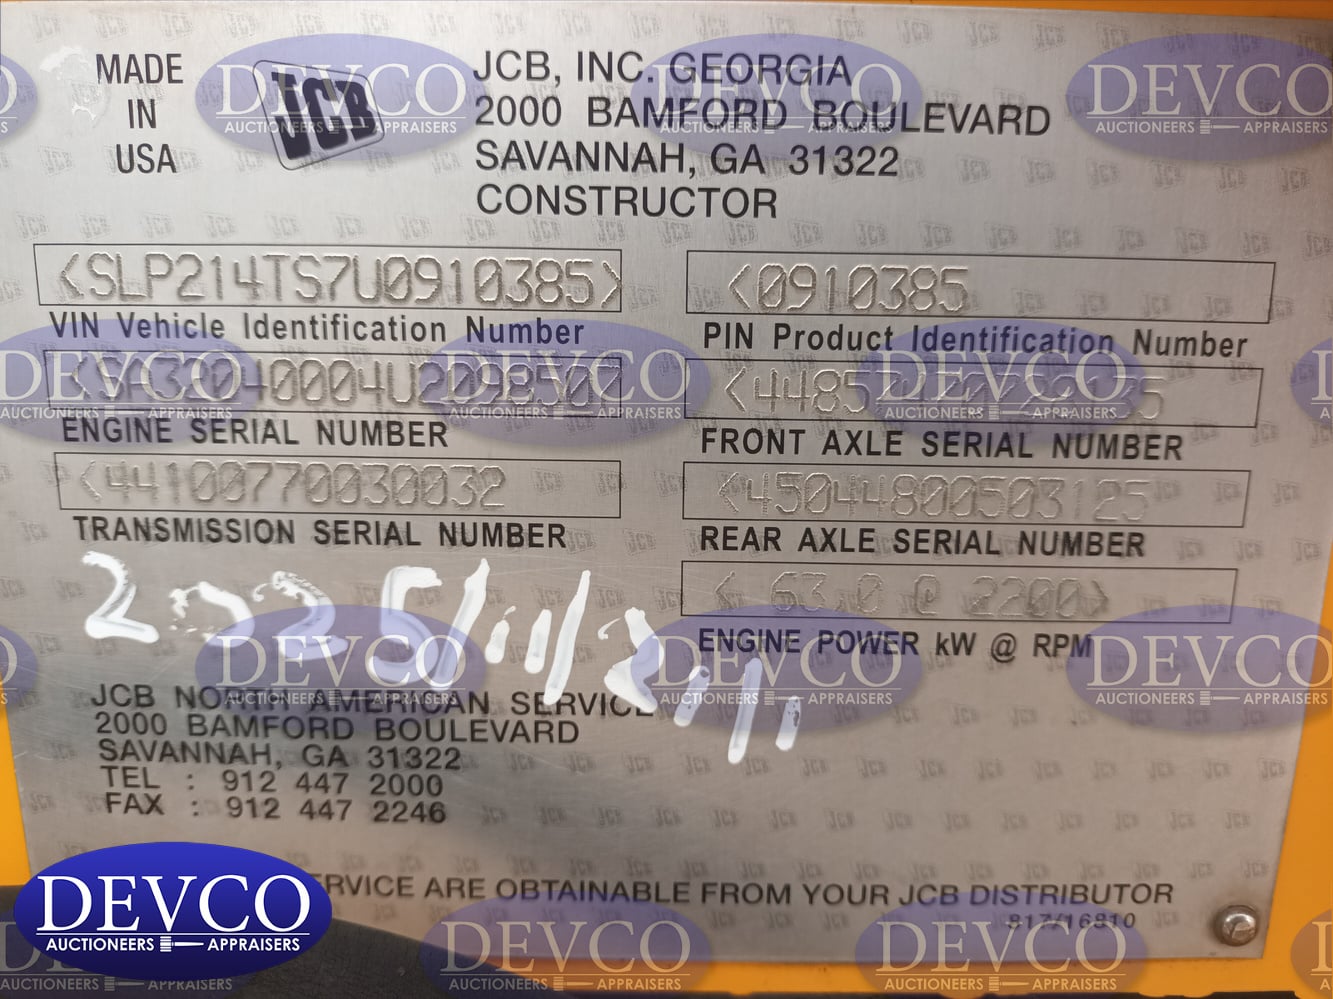 MADE
IN
USA
JCB
JCB, INC. GEORGIA
2000 BAMFORD BOULEVARD
SAVANNAH, GA 31322
CONSTRUCTOR
<SLP214TS7U0910385>
VIN Vehicle Identification Number
<0910385
PIN Product Identification Number
ENGINE SERIAL NUMBER
FRONT AXLE SERIAL NUMBER
<44100770030032
TRANSMISSION SERIAL NUMBER
<45044800503125
REAR AXLE SERIAL NUMBER
< 63.0 @ 2200>
ENGINE POWER kW @ RPM
JCB NORTH AMERICAN SERVICE
2000 BAMFORD BOULEVARD
SAVANNAH, GA 31322
TEL : 912 447 2000
FAX : 912 447 2246
ARE OBTAINABLE FROM YOUR JCB DISTRIBUTOR
817/16810
DEVCO
AUCTIONEERS APPRAISERS